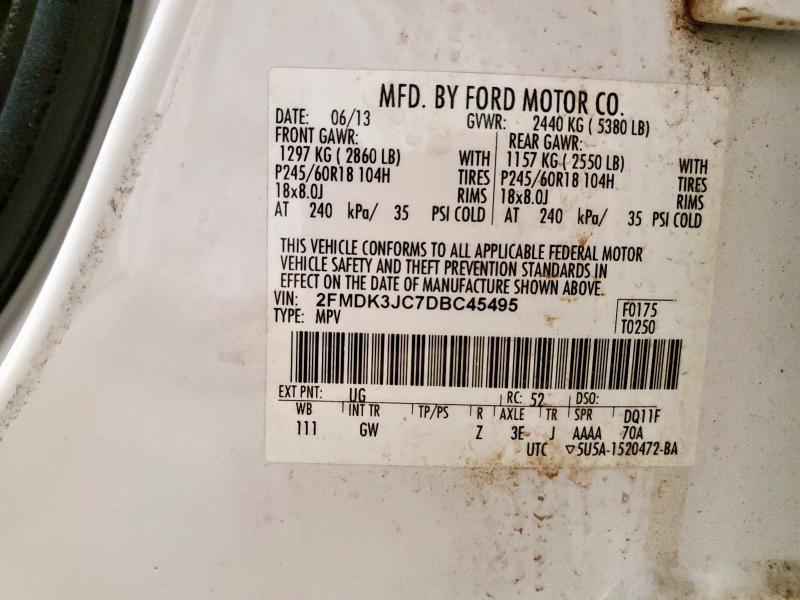 MFD. BY FORD MOTOR CO.
DATE: 06/13 GVWR: 2440 KG ( 5380 LB)
FRONT GAWR: REAR GAWR:
1297 KG ( 2860 LB) WITH 1157 KG ( 2550 LB) WITH
P245/60R18 104H TIRES P245/60R18 104H TIRES
18x8.0J RIMS 18x8.0J RIMS
AT 240 kPa/ 35 PSI COLD AT 240 kPa/ 35 PSI COLD
THIS VEHICLE CONFORMS TO ALL APPLICABLE FEDERAL MOTOR
VEHICLE SAFETY AND THEFT PREVENTION STANDARDS IN
EFFECT ON THE DATE OF MANUFACTURE SHOWN ABOVE.
VIN: 2FMDK3JC7DBC45495 F0175
TYPE: MPV T0250
EXT PNT: UG RC: 52 DSO:
WB INT TR TP/PS R AXLE TR SPR DQ11F
111 GW Z 3E J AAAA 70A
UTC ▽5U5A-1520472-BA